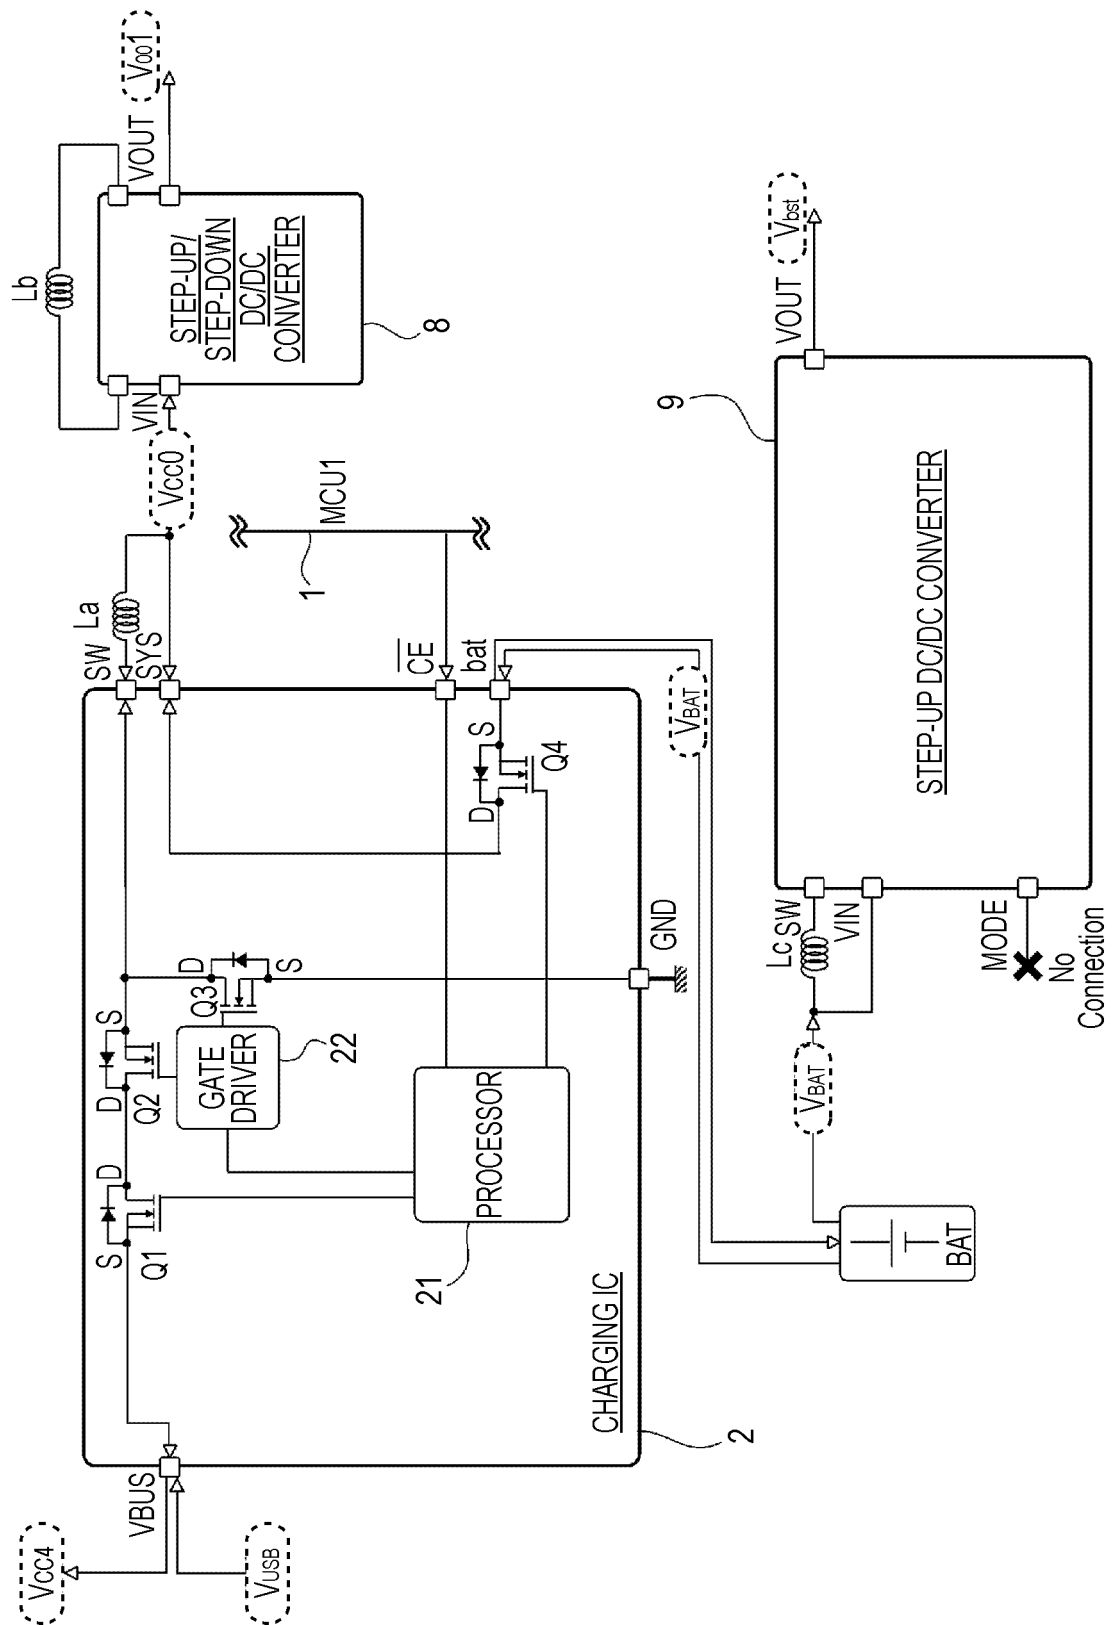 VCC4
VUSB
VBUS
S
D
Q1
D
S
Q2
GATE
DRIVER
22
D
Q3
S
PROCESSOR
21
CHARGING IC
2
GND
D
S
Q4
SW
La
SYS
CE
bat
VBAT
MCU1
1
VCC0
VIN
Lb
STEP-UP/
STEP-DOWN
DC/DC
CONVERTER
8
VOUT
V001
BAT
VBAT
Lc
SW
VIN
MODE
No
Connection
STEP-UP DC/DC CONVERTER
9
VOUT
Vbst